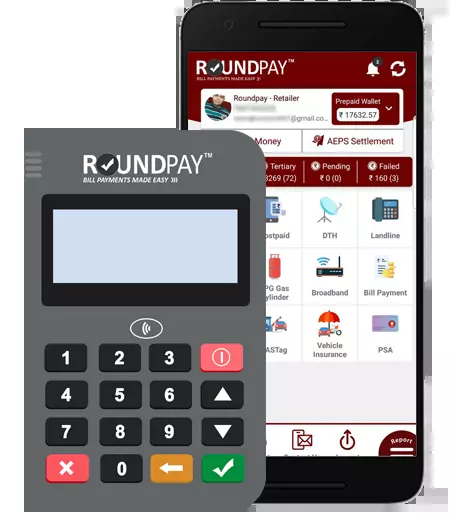 ROUNDPAY™
BILL PAYMENTS MADE EASY
2
Roundpay - Retailer
@gmail.co...
Prepaid Wallet
₹ 17632.57
Money
AEPS Settlement
Tertiary
Pending
Failed
3269 (72)
₹ 0 (0)
₹ 160 (3)
ostpaid
DTH
Landline
PG Gas
ylinder
Broadband
Bill Payment
ASTag
Vehicle
Insurance
PSA
Report
ROUNDPAY™
BILL PAYMENTS MADE EASY
1 2 3
4 5 6
7 8 9
0